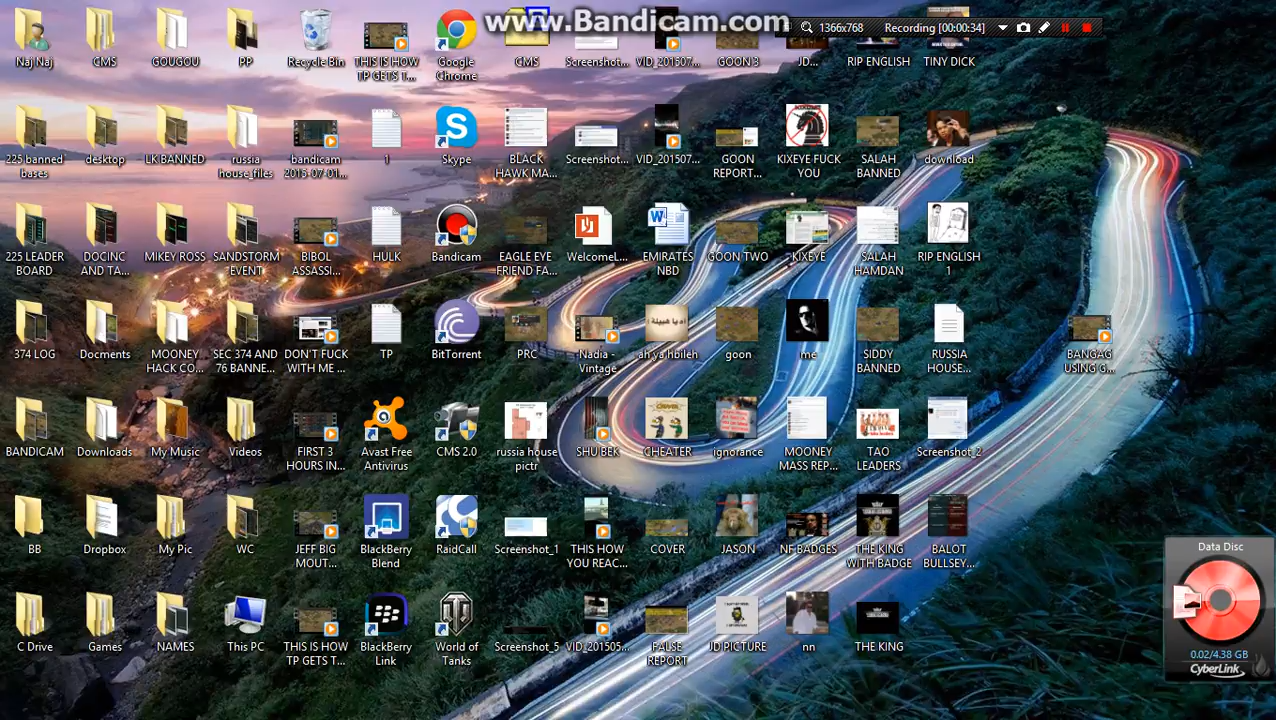 www.Bandicam.com
1366x768
Recording [00:00:34]
Naj Naj
CMS
GOUGOU
PP
Recycle Bin
THIS IS HOW
TP GETS T...
Google
Chrome
CMS
Screenshot...
VID_201507...
GOON 3
JD...
RIP ENGLISH
TINY DICK
225 banned
bases
desktop
LK BANNED
russia
house_files
bandicam
2015-07-01...
1
Skype
BLACK
HAWK MA...
Screenshot...
VID_201507...
GOON
REPORT...
KIXEYE FUCK
YOU
SALAH
BANNED
download
225 LEADER
BOARD
DOCINC
AND TA...
MIKEY ROSS
SANDSTORM
EVENT
BIBOL
ASSASSI...
HULK
Bandicam
EAGLE EYE
FRIEND FA...
WelcomeL...
EMIRATES
NBD
GOON TWO
KIXEYE
SALAH
HAMDAN
RIP ENGLISH
1
374 LOG
Docments
MOONEY
HACK CO...
SEC 374 AND
76 BANNE...
DON'T FUCK
WITH ME ...
TP
BitTorrent
PRC
Nadia -
Vintage
ah ya hbileh
goon
me
SIDDY
BANNED
RUSSIA
HOUSE...
BANGAG
USING G...
BANDICAM
Downloads
My Music
Videos
FIRST 3
HOURS IN...
Avast Free
Antivirus
CMS 2.0
russia house
pictr
SHU BEK
CHEATER
ignorance
MOONEY
MASS REP...
TAO
LEADERS
Screenshot_2
BB
Dropbox
My Pic
WC
JEFF BIG
MOUT...
BlackBerry
Blend
RaidCall
Screenshot_1
THIS HOW
YOU REAC...
COVER
JASON
NF BADGES
THE KING
WITH BADGE
BALOT
BULLSEY...
Data Disc
0.02/4.38 GB
CyberLink
C Drive
Games
NAMES
This PC
THIS IS HOW
TP GETS T...
BlackBerry
Link
World of
Tanks
Screenshot_5
VID_201505...
FALSE
REPORT
JD PICTURE
nn
THE KING